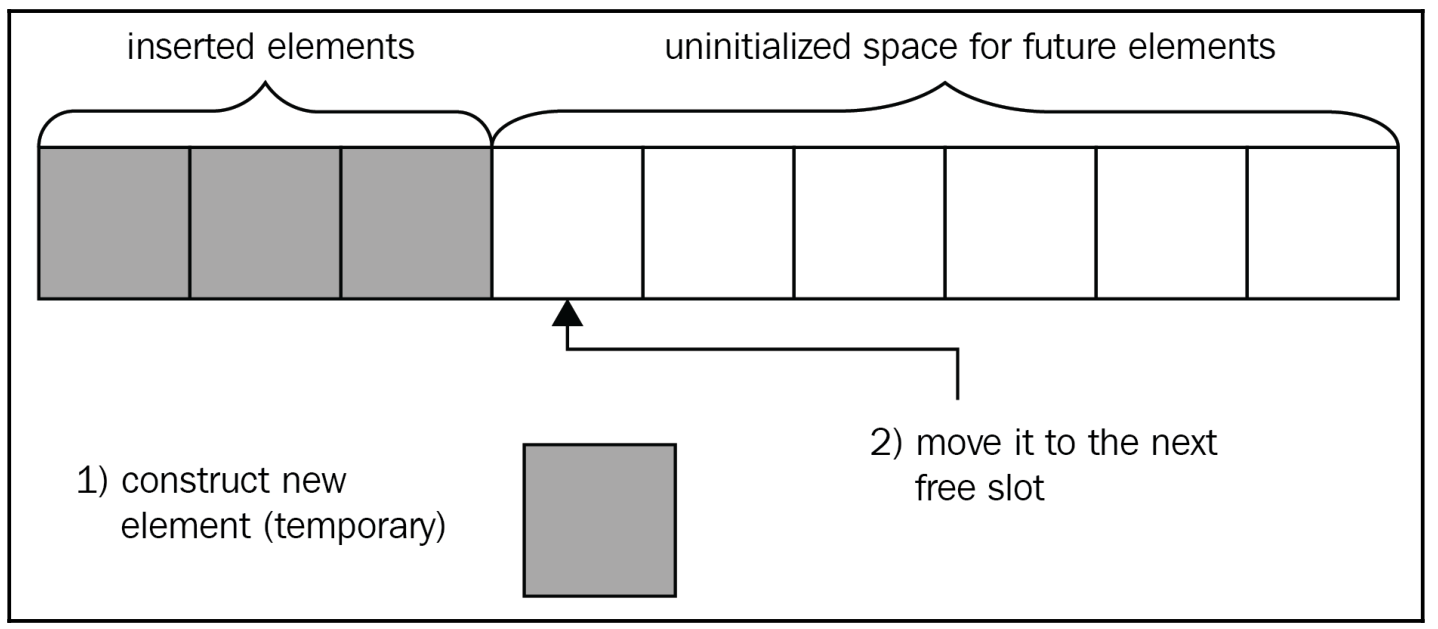 inserted elements
uninitialized space for future elements
1) construct new
element (temporary)
2) move it to the next
free slot